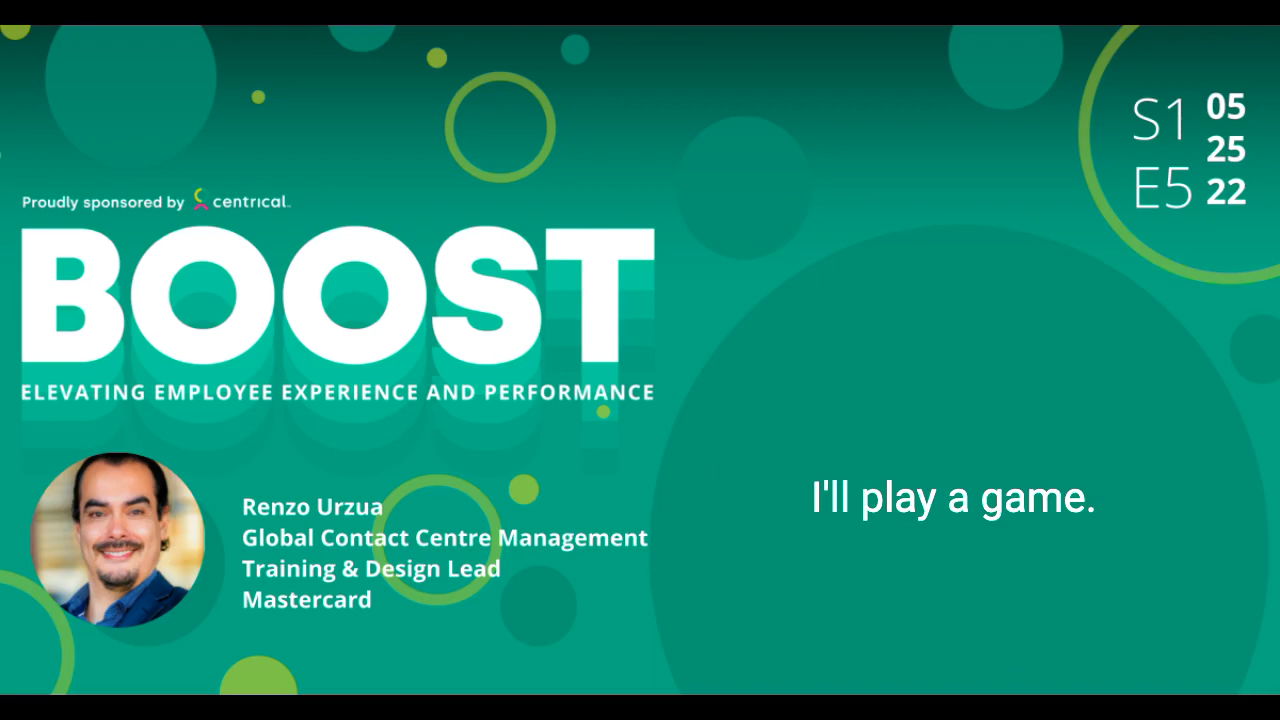 S1 05
25
E5 22
Proudly sponsored by centrical
BOOST
ELEVATING EMPLOYEE EXPERIENCE AND PERFORMANCE
Renzo Urzua
Global Contact Centre Management
Training & Design Lead
Mastercard
I'll play a game.